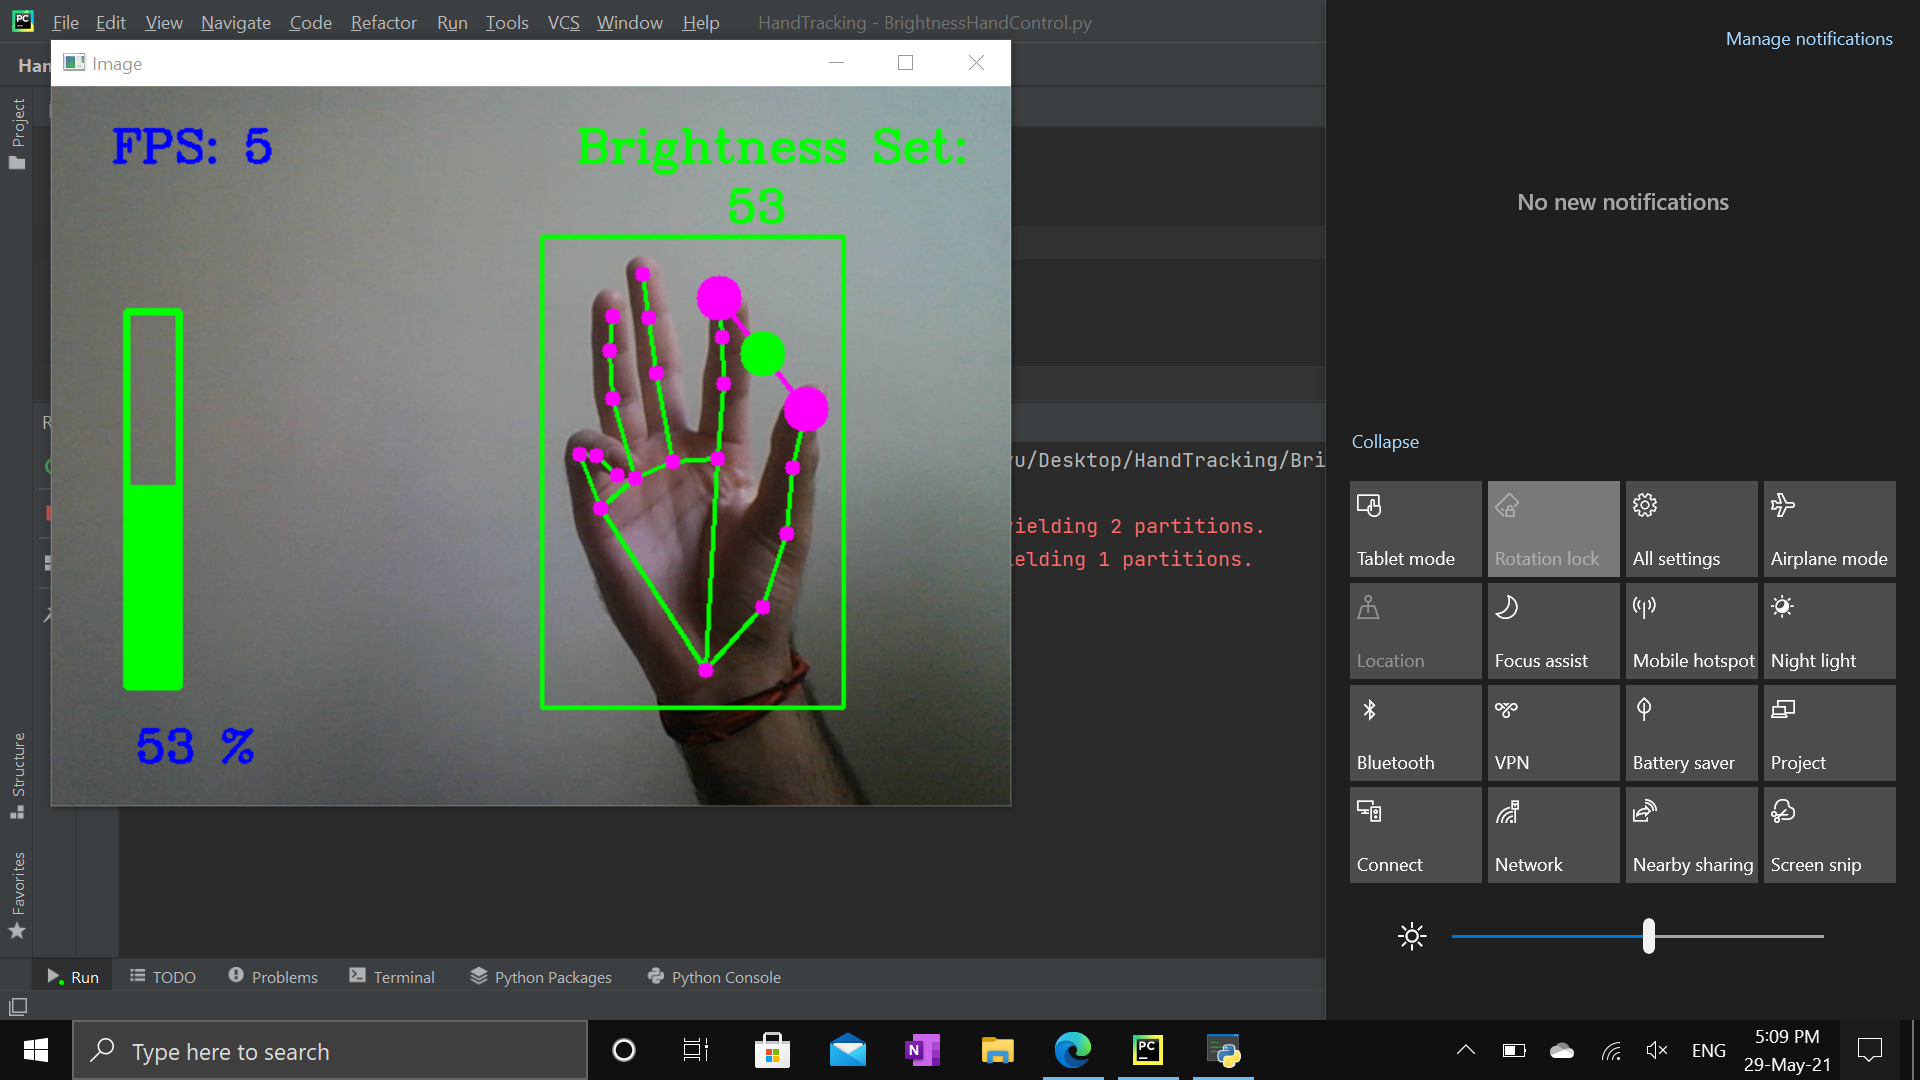 File Edit View Navigate Code Refactor Run Tools VCS Window Help HandTracking - BrightnessHandControl.py
Han
Image
Project
FPS: 5
Brightness Set:
53
53 %
/Desktop/HandTracking/Bri
ielding 2 partitions.
elding 1 partitions.
Structure
Favorites
Run TODO Problems Terminal Python Packages Python Console
Manage notifications
No new notifications
Collapse
Tablet mode Rotation lock All settings Airplane mode
Location Focus assist Mobile hotspot Night light
Bluetooth VPN Battery saver Project
Connect Network Nearby sharing Screen snip
Type here to search
N
PC
ENG
5:09 PM
29-May-21